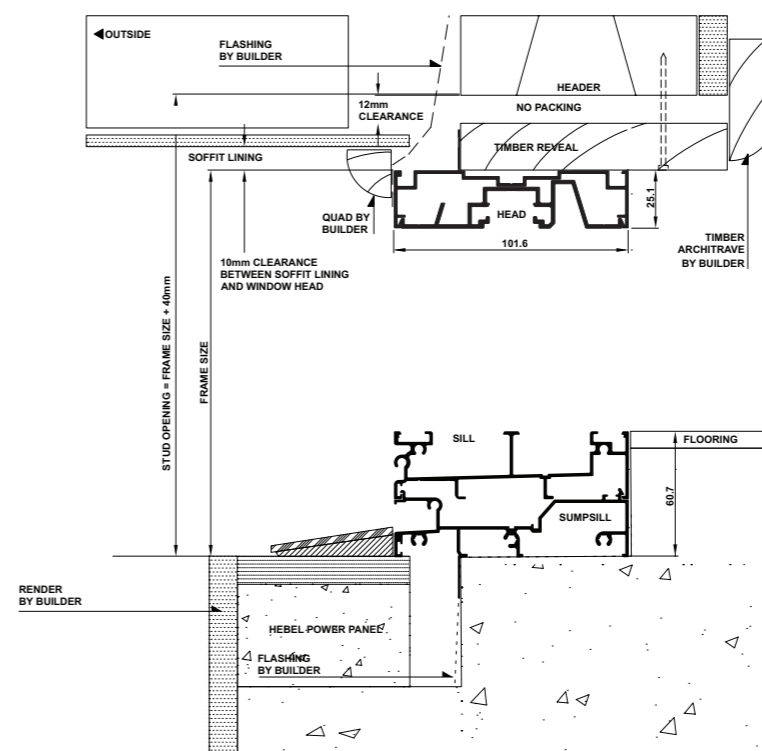 OUTSIDE
FLASHING
BY BUILDER
HEADER
12mm
CLEARANCE
NO PACKING
TIMBER REVEAL
SOFFIT LINING
25.1
HEAD
QUAD BY
BUILDER
101.6
TIMBER
ARCHITRAVE
BY BUILDER
10mm CLEARANCE
BETWEEN SOFFIT LINING
AND WINDOW HEAD
STUD OPENING = FRAME SIZE + 40mm
FRAME SIZE
SILL
FLOORING
60.7
SUMPSILL
RENDER
BY BUILDER
HEBEL POWER PANEL
FLASHING
BY BUILDER